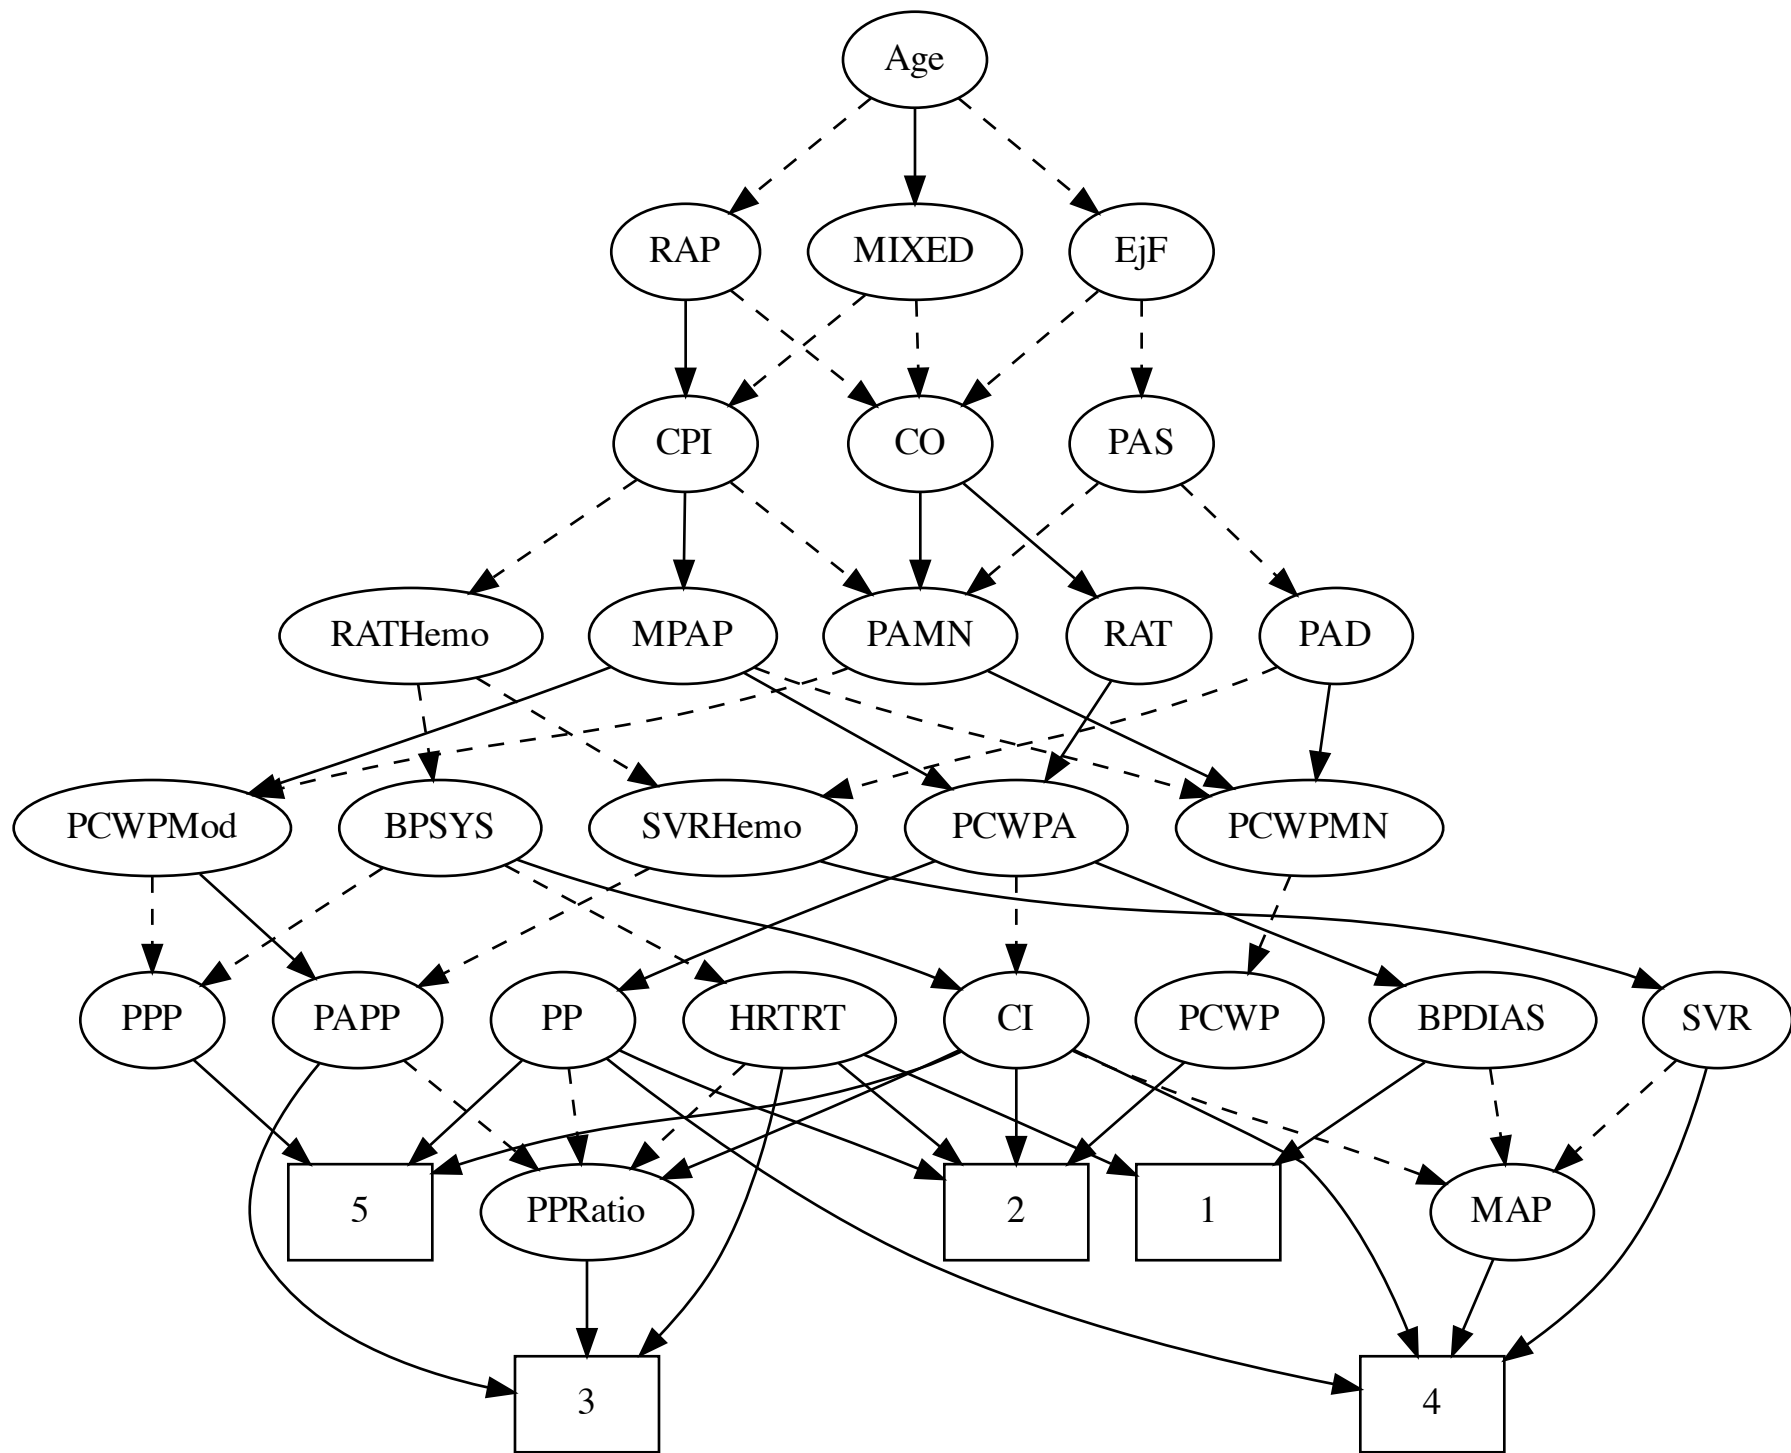 Age
RAP MIXED EjF
CPI CO PAS
RATHemo MPAP PAMN RAT PAD
PCWPMod BPSYS SVRHemo PCWPA PCWPMN
PPP PAPP PP HRTRT CI PCWP BPDIAS SVR
5 PPRatio 2 1 MAP
3 4